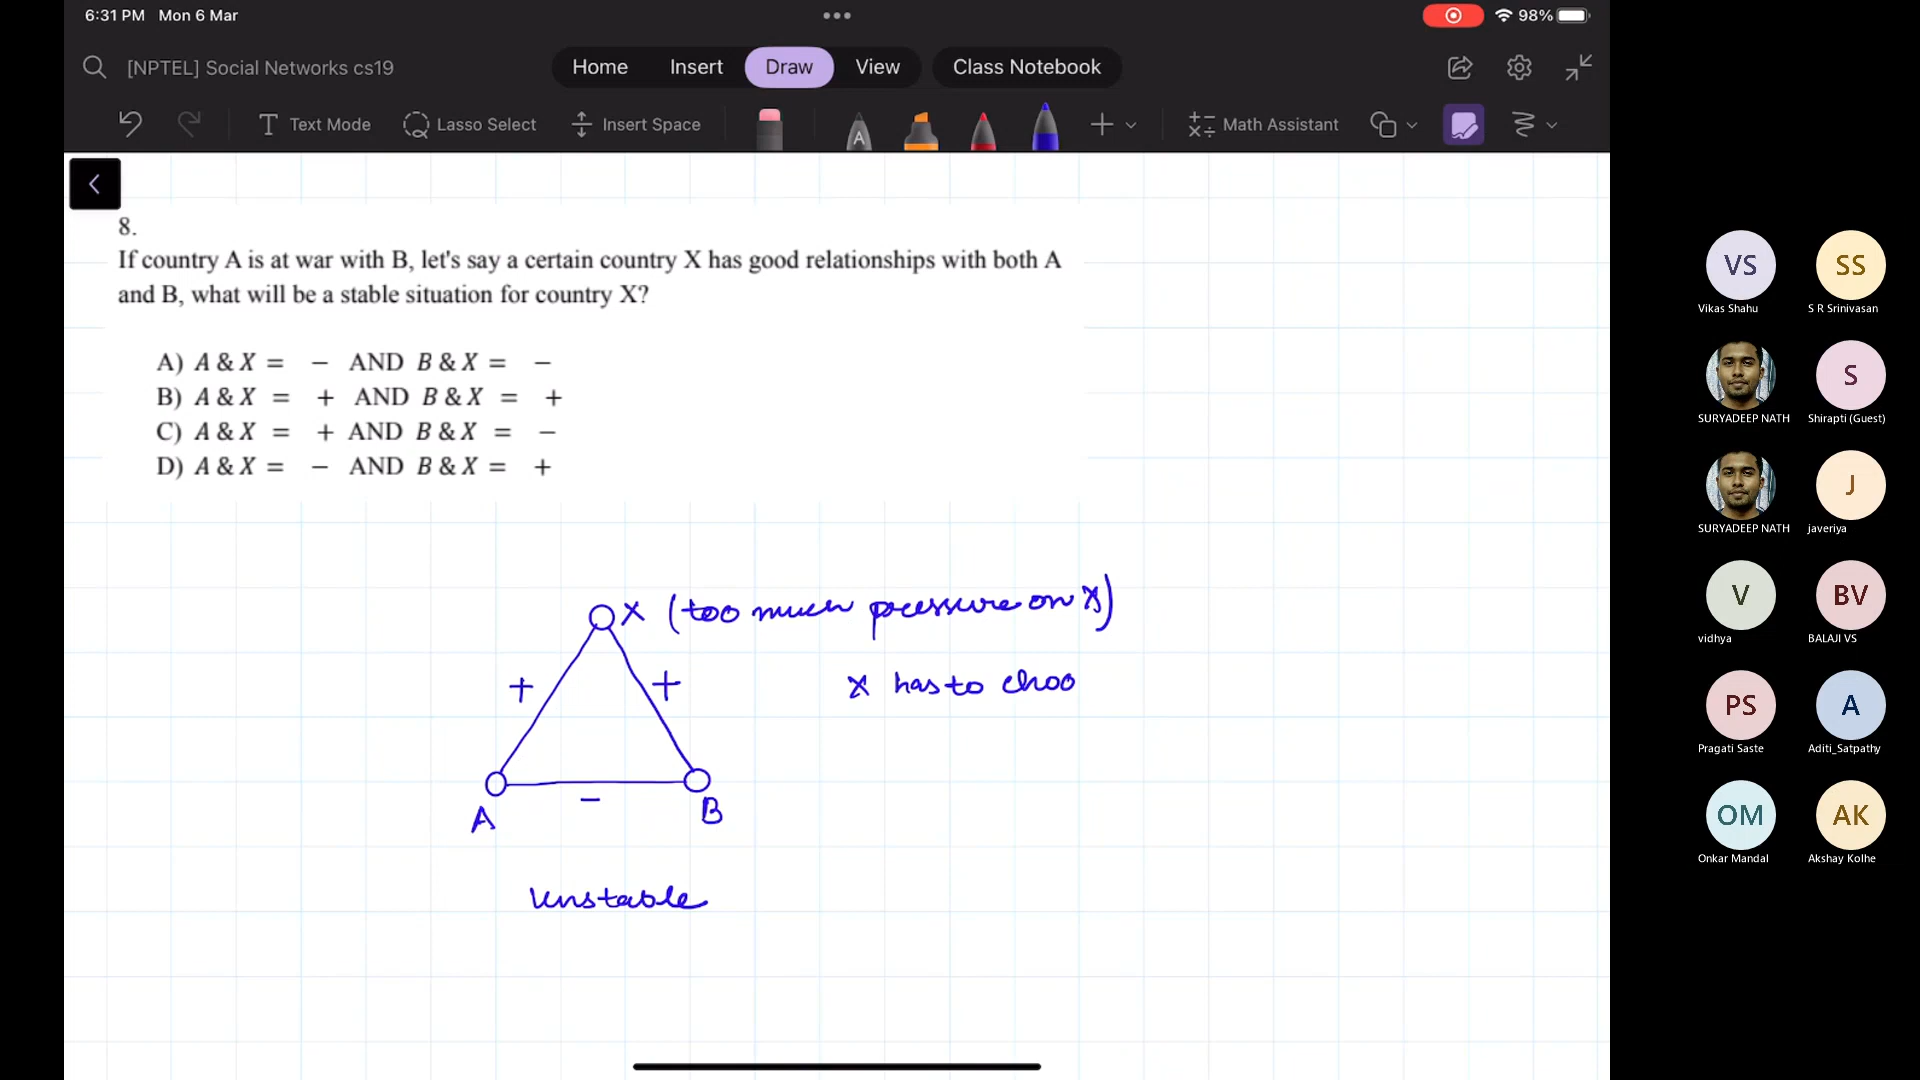 6:31 PM Mon 6 Mar
98%
[NPTEL] Social Networks cs19
Home Insert Draw View Class Notebook
Text Mode Lasso Select Insert Space A Math Assistant
8.
If country A is at war with B, let's say a certain country X has good relationships with both A
and B, what will be a stable situation for country X?
A) A & X = − AND B & X = −
B) A & X = + AND B & X = +
C) A & X = + AND B & X = −
D) A & X = − AND B & X = +
X (too much pressure on X)
+ +
X has to choo
−
A B
Unstable
VS SS
Vikas Shahu S R Srinivasan
S
SURYADEEP NATH Shirapti (Guest)
J
SURYADEEP NATH javeriya
V BV
vidhya BALAJI VS
PS A
Pragati Saste Aditi_Satpathy
OM AK
Onkar Mandal Akshay Kolhe